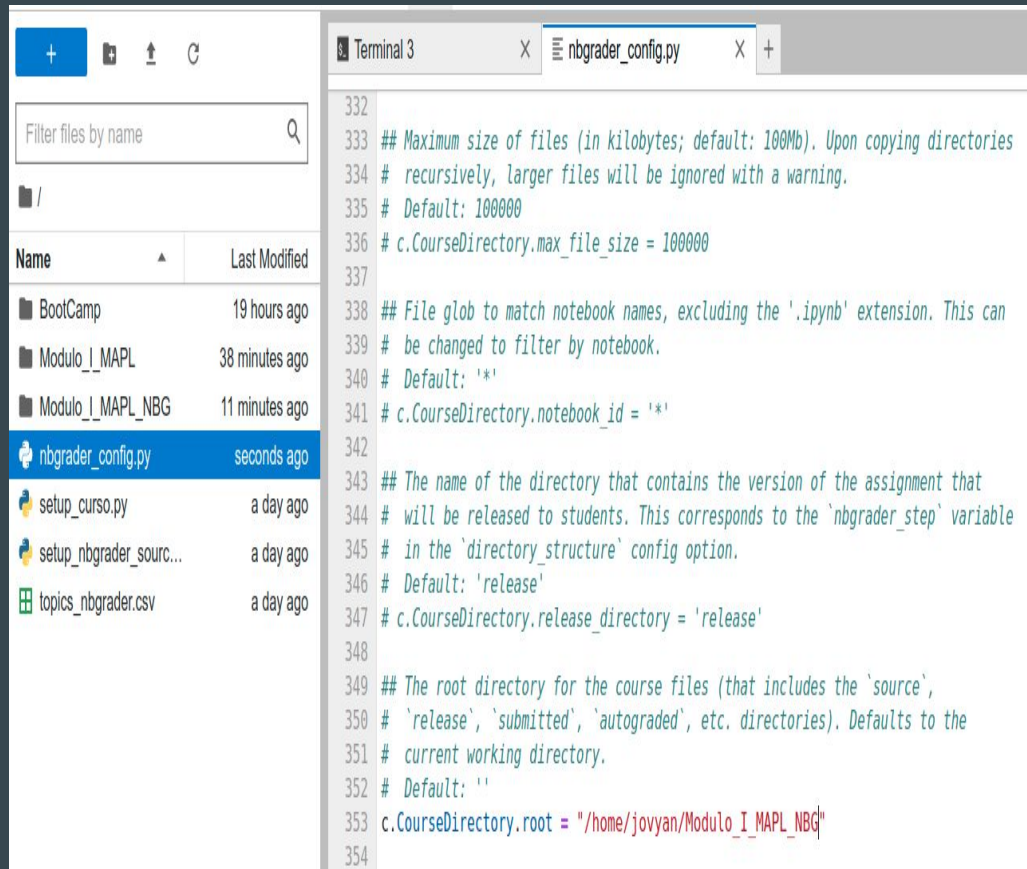 +
Filter files by name
/
Name Last Modified
BootCamp 19 hours ago
Modulo_I_MAPL 38 minutes ago
Modulo_I_MAPL_NBG 11 minutes ago
nbgrader_config.py seconds ago
setup_curso.py a day ago
setup_nbgrader_sourc... a day ago
topics_nbgrader.csv a day ago
$_ Terminal 3 X nbgrader_config.py X +
332
333 ## Maximum size of files (in kilobytes; default: 100Mb). Upon copying directories
334 #  recursively, larger files will be ignored with a warning.
335 #  Default: 100000
336 # c.CourseDirectory.max_file_size = 100000
337
338 ## File glob to match notebook names, excluding the '.ipynb' extension. This can
339 #  be changed to filter by notebook.
340 #  Default: '*'
341 # c.CourseDirectory.notebook_id = '*'
342
343 ## The name of the directory that contains the version of the assignment that
344 #  will be released to students. This corresponds to the `nbgrader_step` variable
345 #  in the `directory_structure` config option.
346 #  Default: 'release'
347 # c.CourseDirectory.release_directory = 'release'
348
349 ## The root directory for the course files (that includes the `source`,
350 #  `release`, `submitted`, `autograded`, etc. directories). Defaults to the
351 #  current working directory.
352 #  Default: ''
353 c.CourseDirectory.root = "/home/jovyan/Modulo_I_MAPL_NBG"
354